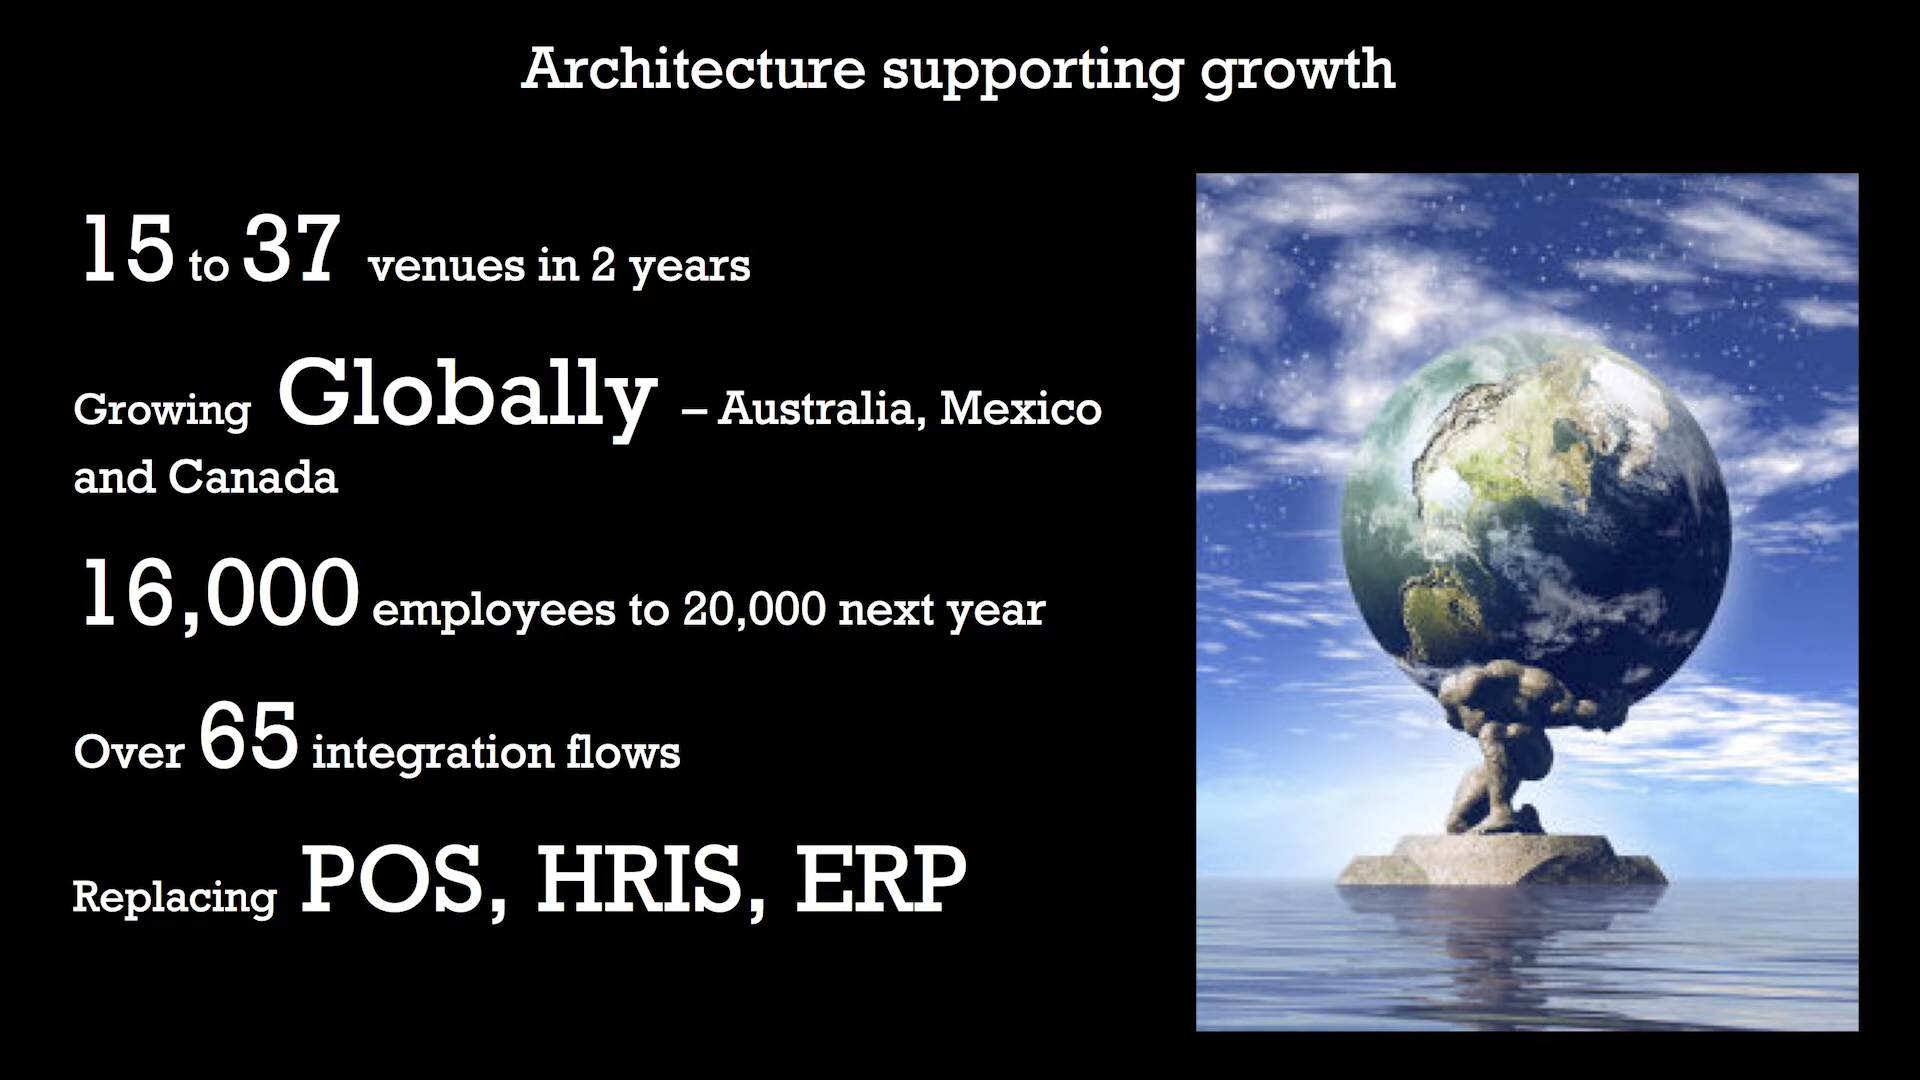 Architecture supporting growth
15 to 37 venues in 2 years
Growing Globally – Australia, Mexico
and Canada
16,000 employees to 20,000 next year
Over 65 integration flows
Replacing POS, HRIS, ERP